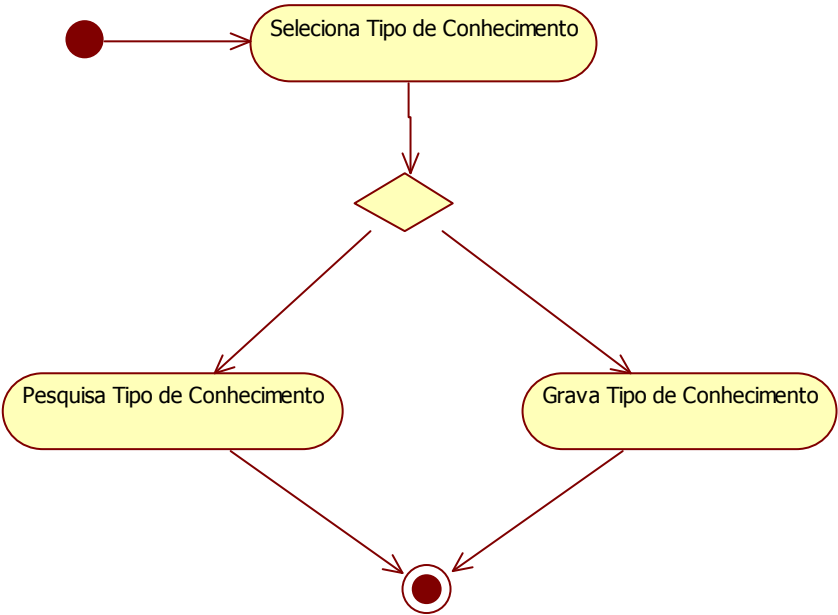 Seleciona Tipo de Conhecimento
Pesquisa Tipo de Conhecimento
Grava Tipo de Conhecimento